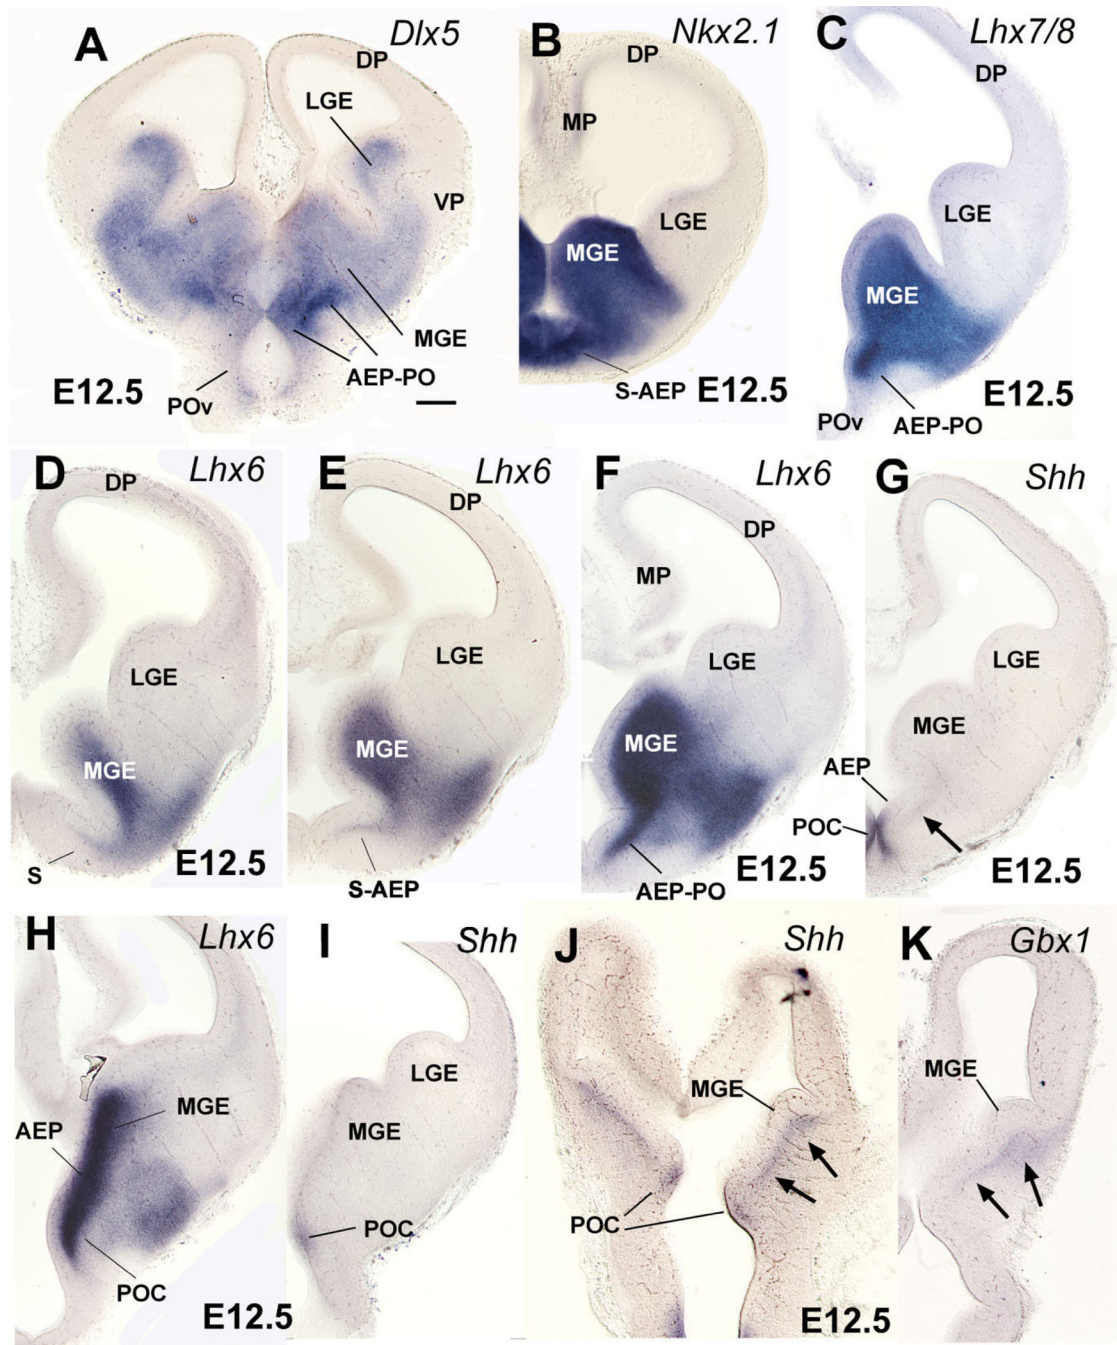 A Dlx5
DP
LGE
VP
MGE
AEP-PO
POv
E12.5
B Nkx2.1
DP
MP
LGE
MGE
S-AEP
E12.5
C Lhx7/8
DP
LGE
MGE
POv
AEP-PO
E12.5
D Lhx6
DP
LGE
MGE
S
E12.5
E Lhx6
DP
LGE
MGE
S-AEP
E12.5
F Lhx6
DP
MP
LGE
MGE
AEP-PO
E12.5
G Shh
LGE
MGE
AEP
POC
E12.5
H Lhx6
MGE
AEP
POC
E12.5
I Shh
LGE
MGE
POC
J Shh
MGE
POC
E12.5
K Gbx1
MGE